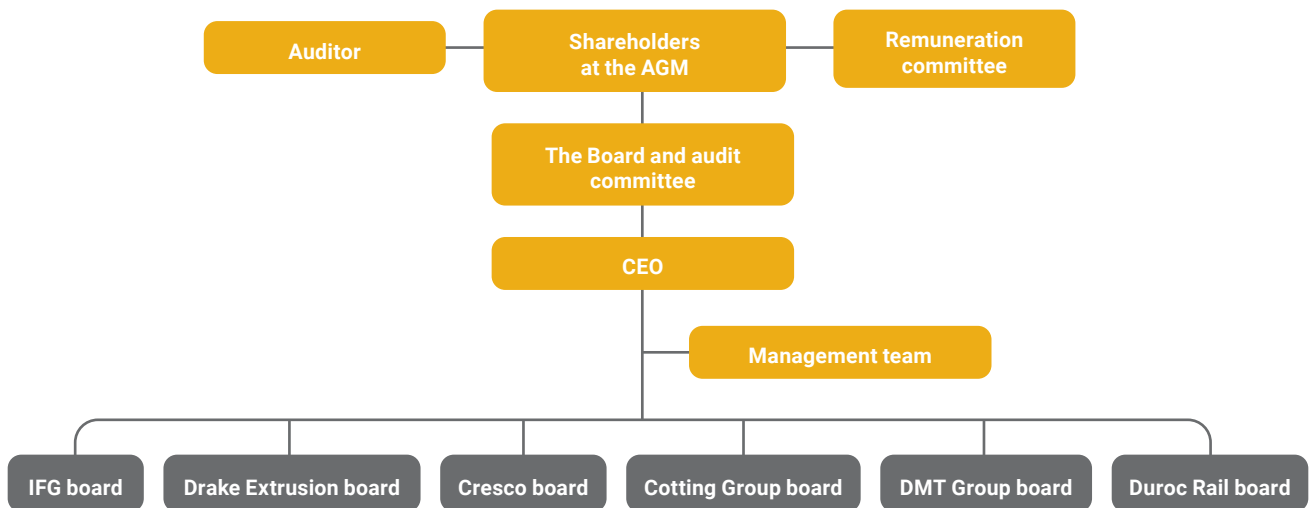 Auditor
Shareholders
at the AGM
Remuneration
committee
The Board and audit
committee
CEO
Management team
IFG board
Drake Extrusion board
Cresco board
Cotting Group board
DMT Group board
Duroc Rail board